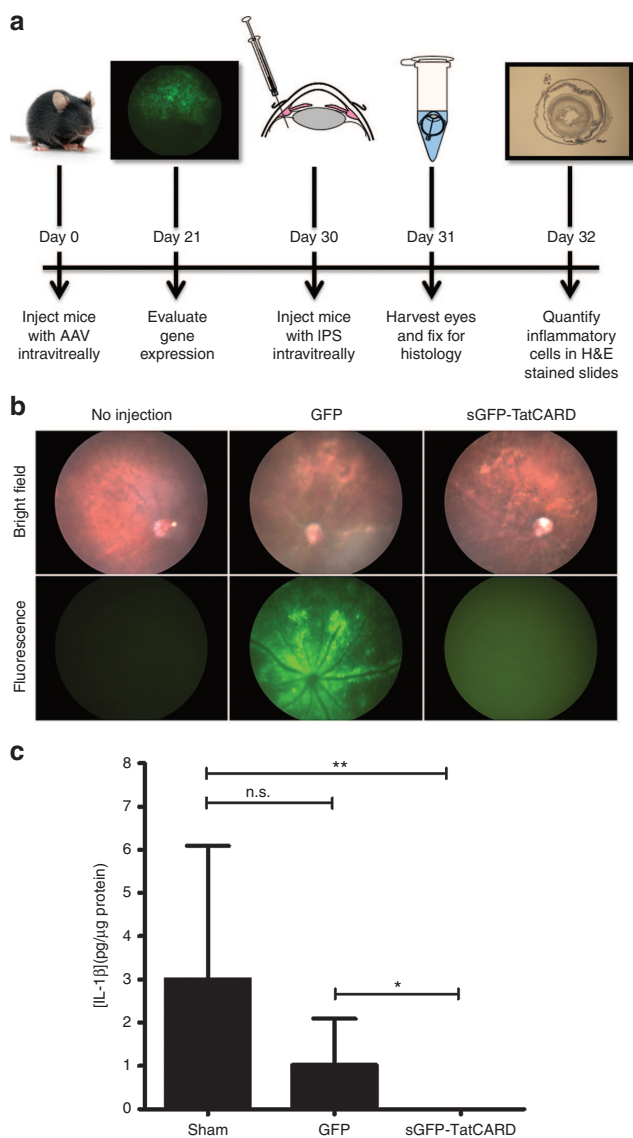 a
Day 0
Day 21
Day 30
Day 31
Day 32
Inject mice
with AAV
intravitreally
Evaluate
gene
expression
Inject mice
with IPS
intravitreally
Harvest eyes
and fix for
histology
Quantify
inflammatory
cells in H&E
stained slides
b
No injection
GFP
sGFP-TatCARD
Bright field
Fluorescence
c
[IL-1β](pg/μg protein)
8
7
6
5
4
3
2
1
0
**
n.s.
*
Sham
GFP
sGFP-TatCARD